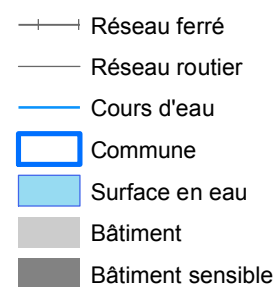 Réseau ferré
Réseau routier
Cours d'eau
Commune
Surface en eau
Bâtiment
Bâtiment sensible